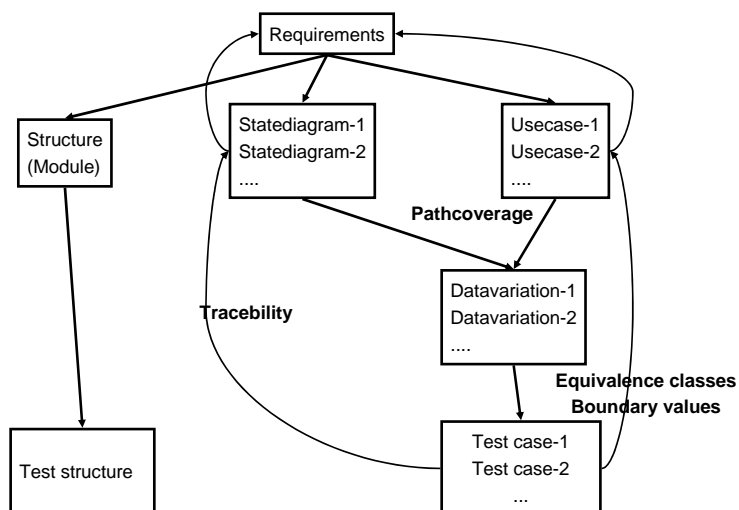 Requirements
Structure
(Module)
Statediagram-1
Statediagram-2
....
Usecase-1
Usecase-2
....
Pathcoverage
Datavariation-1
Datavariation-2
....
Tracebility
Equivalence classes
Boundary values
Test structure
Test case-1
Test case-2
...